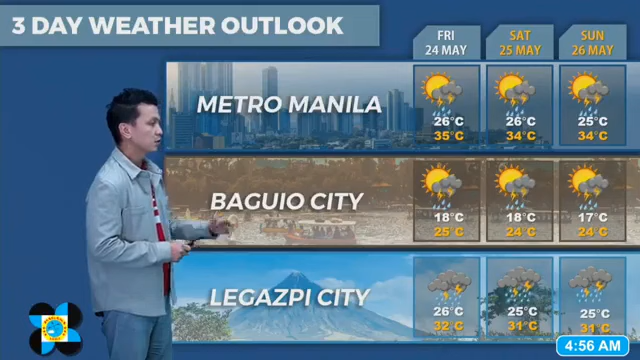 3 DAY WEATHER OUTLOOK
FRI
24 MAY
SAT
25 MAY
SUN
26 MAY
METRO MANILA
26°C
35°C
26°C
34°C
25°C
34°C
BAGUIO CITY
18°C
25°C
18°C
24°C
17°C
24°C
LEGAZPI CITY
26°C
32°C
25°C
31°C
25°C
31°C
4:56 AM